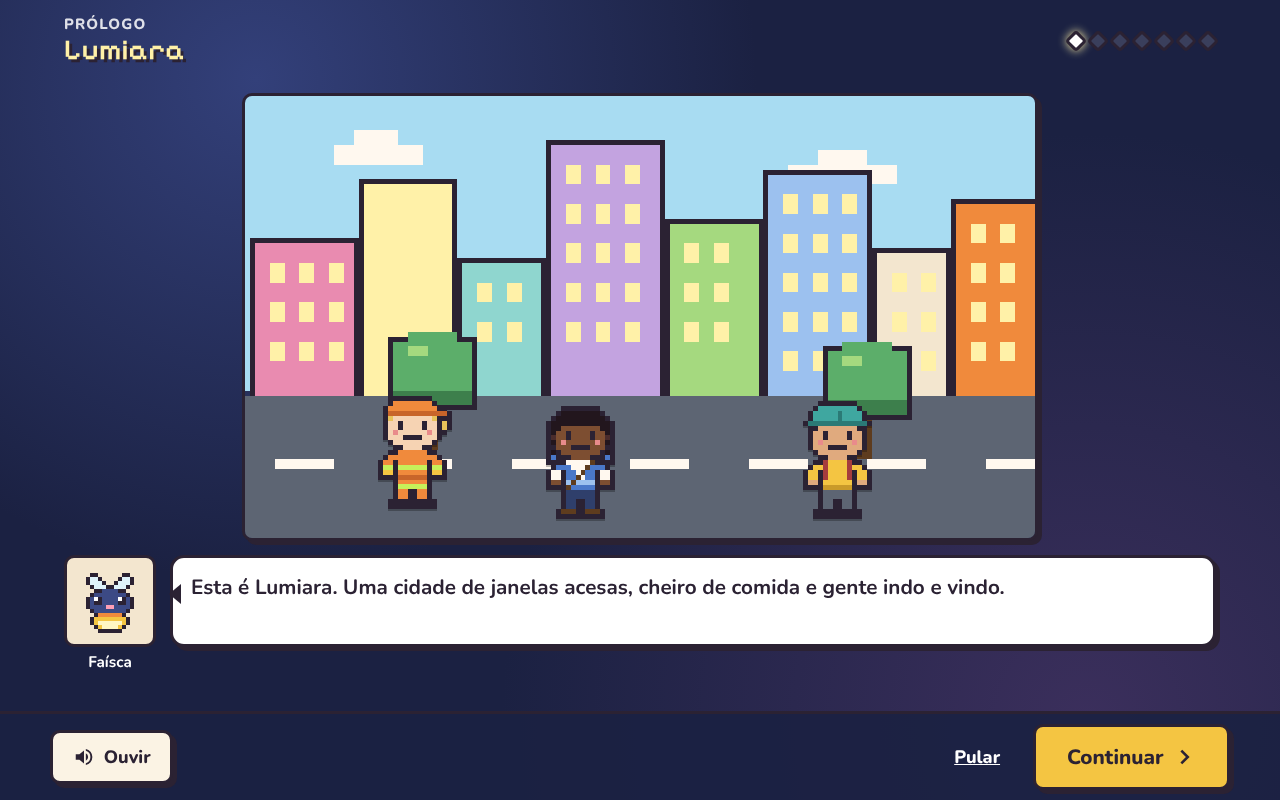 PRÓLOGO
Lumiara
Esta é Lumiara. Uma cidade de janelas acesas, cheiro de comida e gente indo e vindo.
Faísca
Ouvir
Pular
Continuar